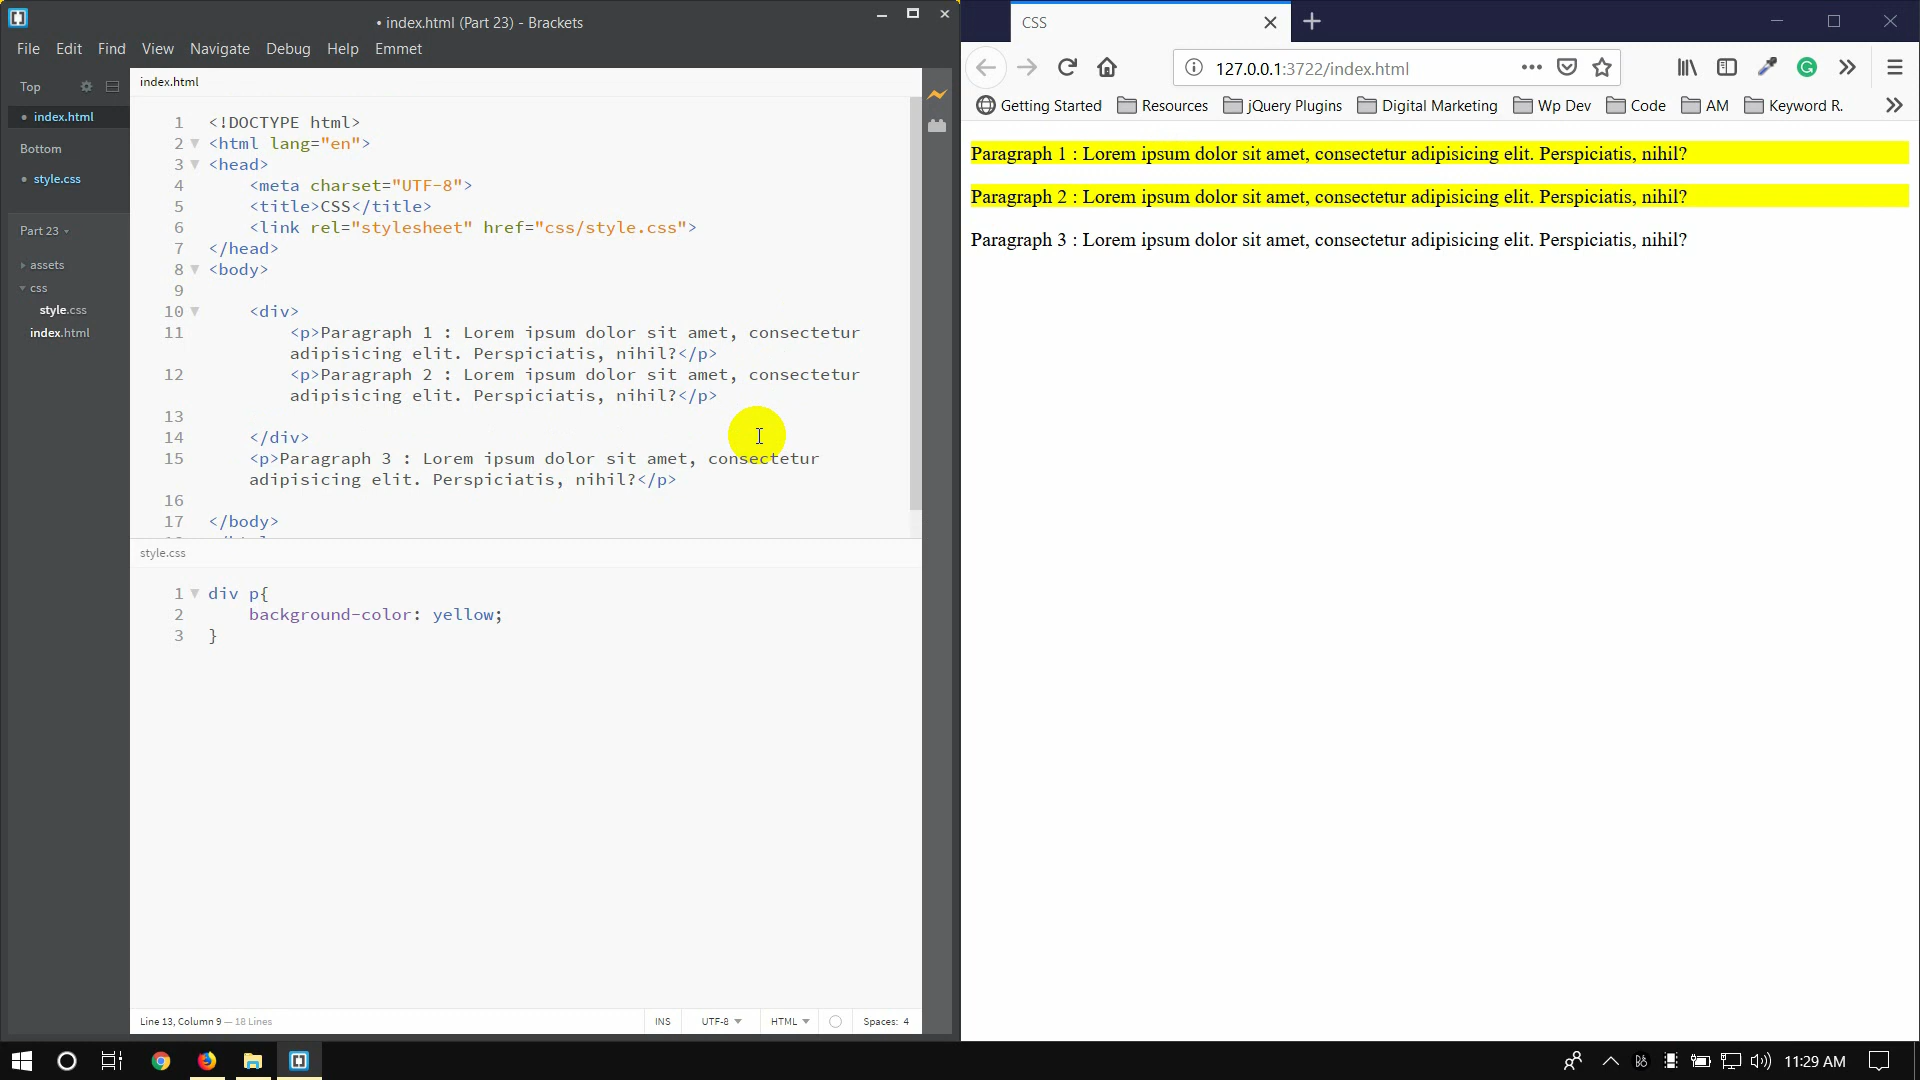 • index.html (Part 23) - Brackets
File Edit Find View Navigate Debug Help Emmet
Top
• index.html
Bottom
• style.css
Part 23
assets
css
style.css
index.html
index.html
1 <!DOCTYPE html>
2 <html lang="en">
3 <head>
4 <meta charset="UTF-8">
5 <title>CSS</title>
6 <link rel="stylesheet" href="css/style.css">
7 </head>
8 <body>
9
10 <div>
11 <p>Paragraph 1 : Lorem ipsum dolor sit amet, consectetur
adipisicing elit. Perspiciatis, nihil?</p>
12 <p>Paragraph 2 : Lorem ipsum dolor sit amet, consectetur
adipisicing elit. Perspiciatis, nihil?</p>
13
14 </div>
15 <p>Paragraph 3 : Lorem ipsum dolor sit amet, consectetur
adipisicing elit. Perspiciatis, nihil?</p>
16
17 </body>
style.css
1 div p{
2 background-color: yellow;
3 }
Line 13, Column 9 — 18 Lines
INS UTF-8 HTML Spaces: 4
CSS
127.0.0.1:3722/index.html
Getting Started Resources jQuery Plugins Digital Marketing Wp Dev Code AM Keyword R.
Paragraph 1 : Lorem ipsum dolor sit amet, consectetur adipisicing elit. Perspiciatis, nihil?
Paragraph 2 : Lorem ipsum dolor sit amet, consectetur adipisicing elit. Perspiciatis, nihil?
Paragraph 3 : Lorem ipsum dolor sit amet, consectetur adipisicing elit. Perspiciatis, nihil?
11:29 AM